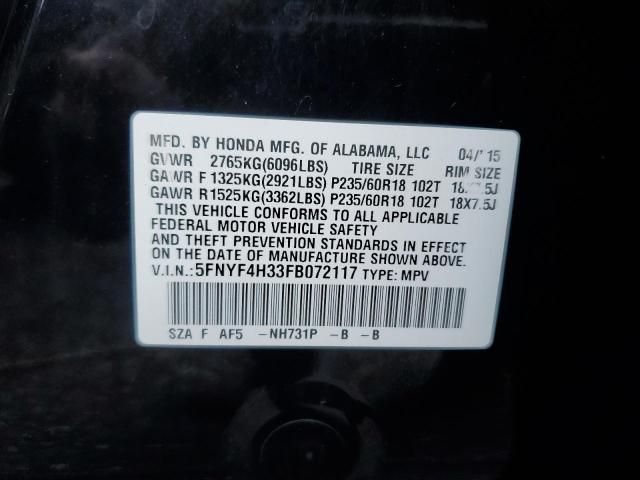 MFD. BY HONDA MFG. OF ALABAMA, LLC 04/'15
GVWR 2765KG(6096LBS) TIRE SIZE RIM SIZE
GAWR F 1325KG(2921LBS) P235/60R18 102T 18X7.5J
GAWR R1525KG(3362LBS) P235/60R18 102T 18X7.5J
THIS VEHICLE CONFORMS TO ALL APPLICABLE
FEDERAL MOTOR VEHICLE SAFETY
AND THEFT PREVENTION STANDARDS IN EFFECT
ON THE DATE OF MANUFACTURE SHOWN ABOVE.
V.I.N.: 5FNYF4H33FB072117 TYPE: MPV
SZA F AF5 -NH731P -B -B